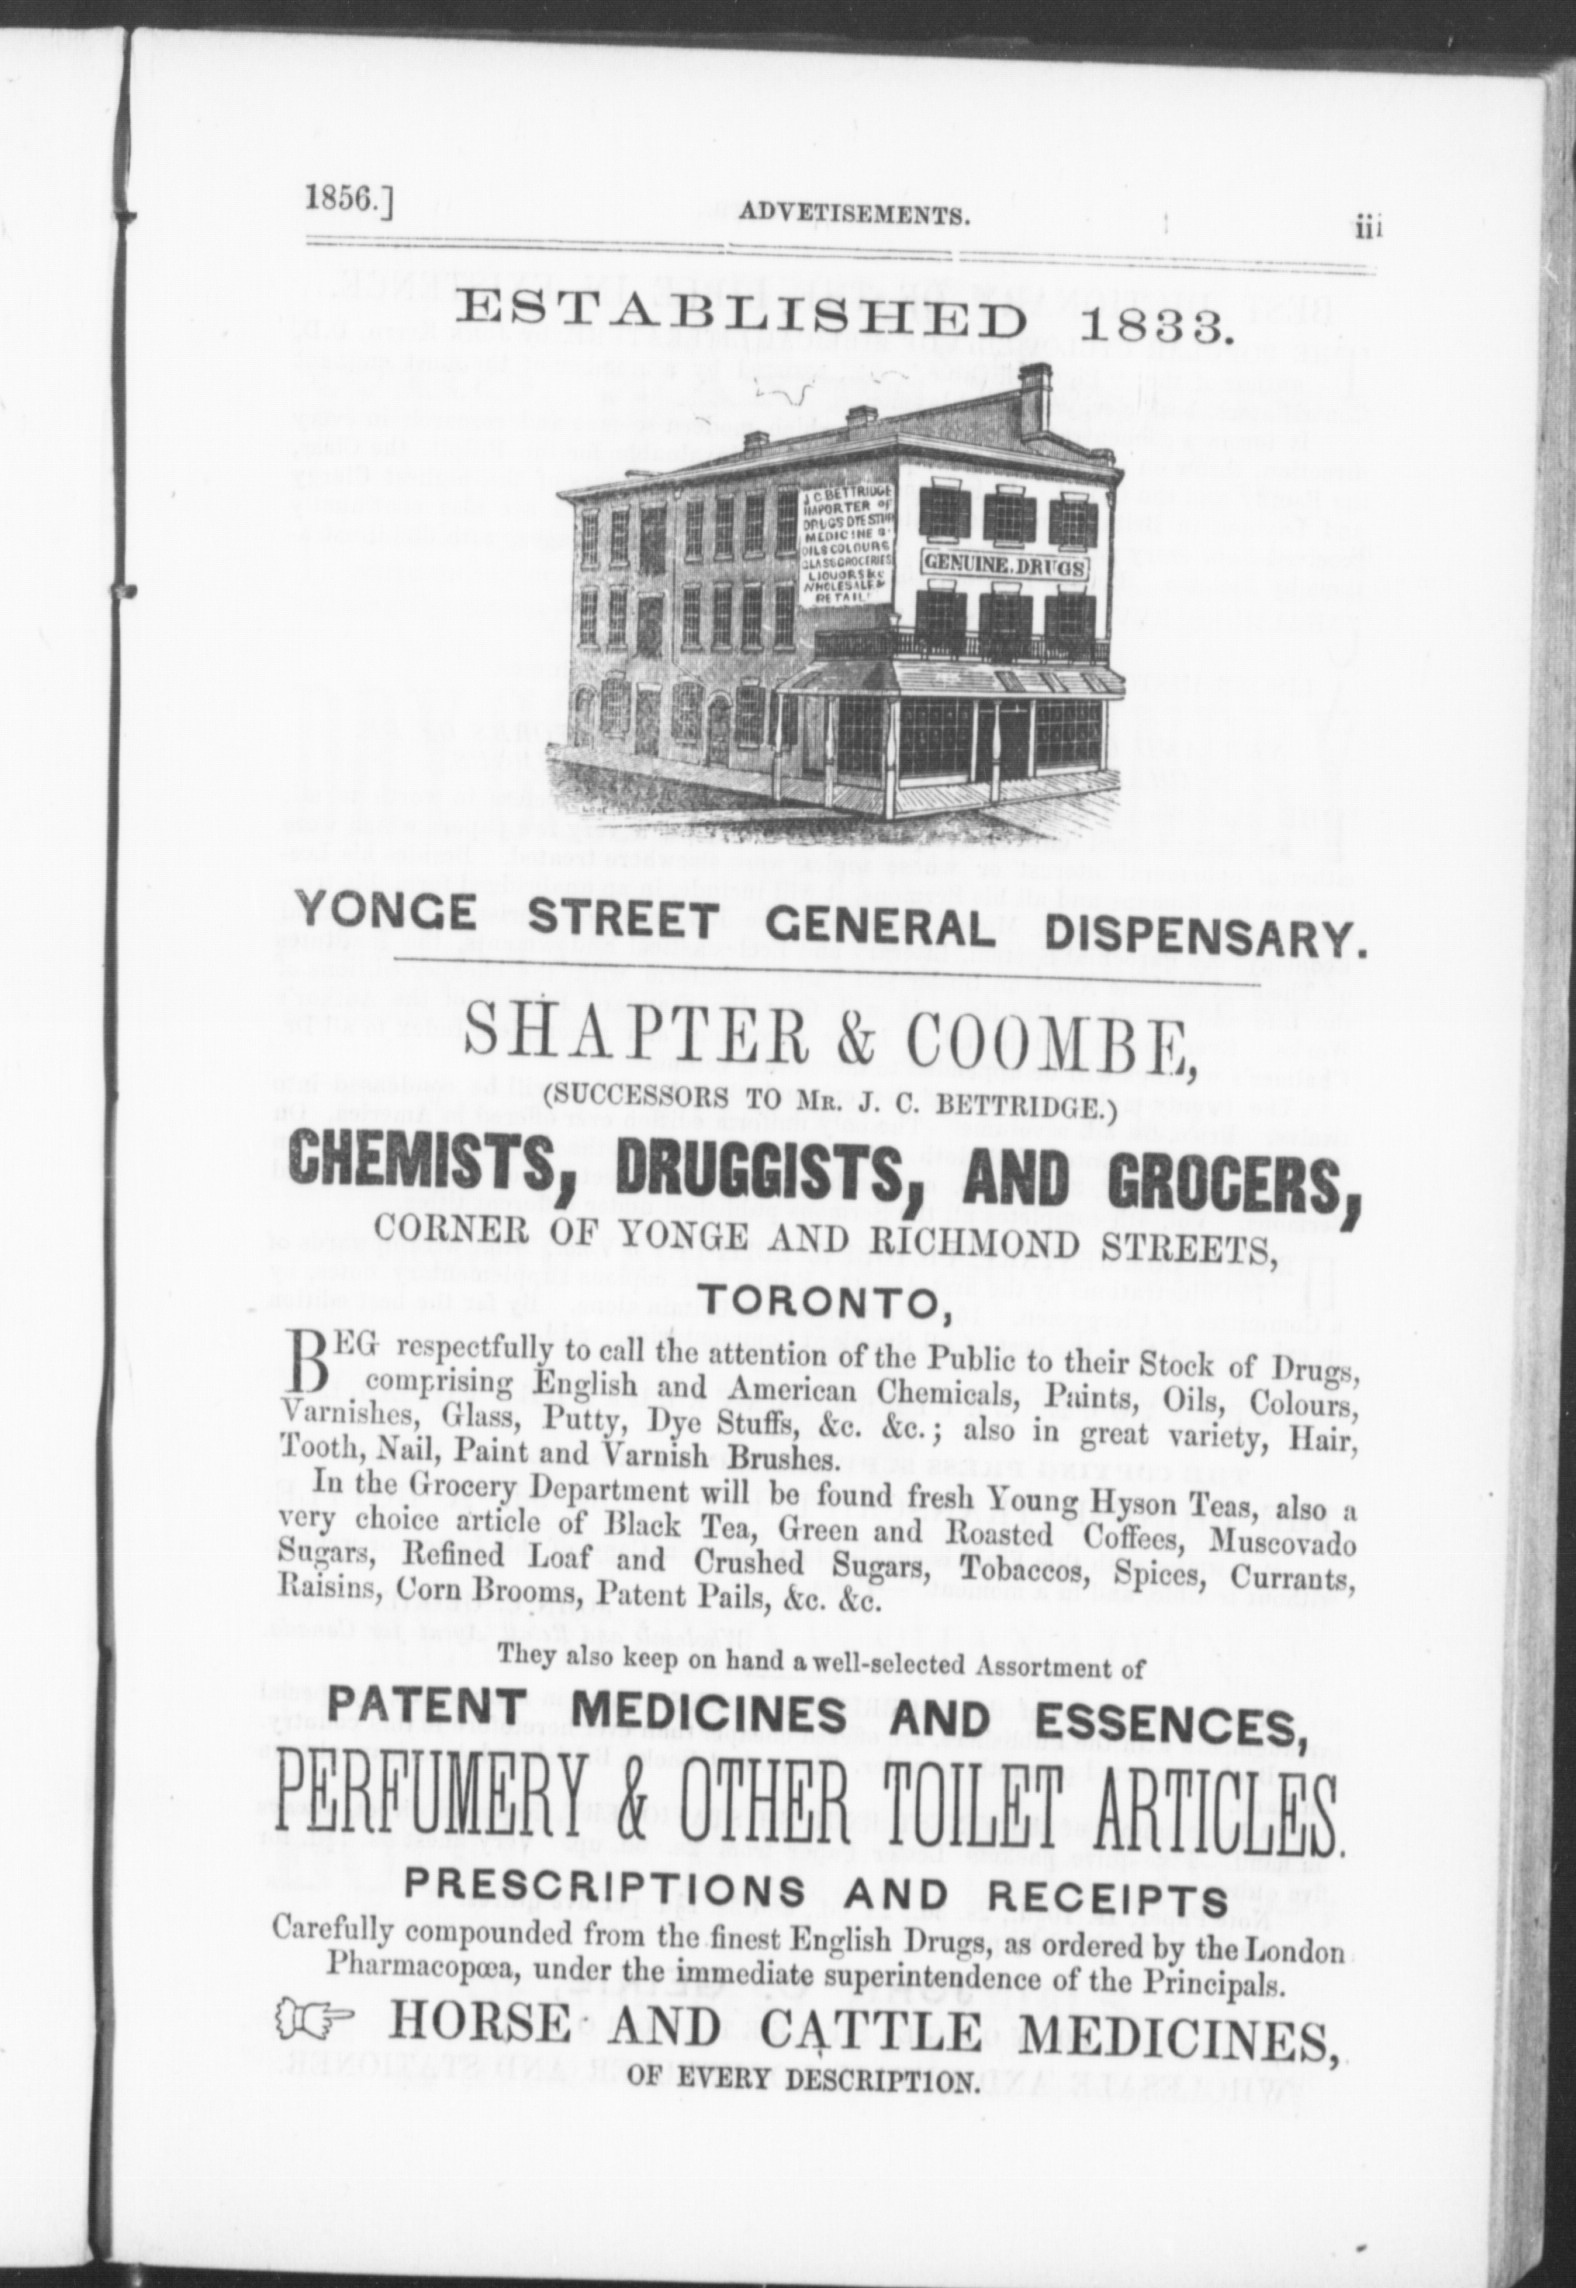 1856.] ADVETISEMENTS. iii
ESTABLISHED 1833.
J C BETTRIDGE
IMPORTER OF
DRUGS DYE STUFF
MEDICINE &
OILS COLOURS
GLASS GROCERIES
LIQUORS &c
WHOLESALE &
RETAIL
GENUINE. DRUGS
YONGE STREET GENERAL DISPENSARY.
SHAPTER & COOMBE,
(SUCCESSORS TO MR. J. C. BETTRIDGE.)
CHEMISTS, DRUGGISTS, AND GROCERS,
CORNER OF YONGE AND RICHMOND STREETS,
TORONTO,
BEG respectfully to call the attention of the Public to their Stock of Drugs,
comprising English and American Chemicals, Paints, Oils, Colours,
Varnishes, Glass, Putty, Dye Stuffs, &c. &c.; also in great variety, Hair,
Tooth, Nail, Paint and Varnish Brushes.
In the Grocery Department will be found fresh Young Hyson Teas, also a
very choice article of Black Tea, Green and Roasted Coffees, Muscovado
Sugars, Refined Loaf and Crushed Sugars, Tobaccos, Spices, Currants,
Raisins, Corn Brooms, Patent Pails, &c. &c.
They also keep on hand a well-selected Assortment of
PATENT MEDICINES AND ESSENCES,
PERFUMERY & OTHER TOILET ARTICLES.
PRESCRIPTIONS AND RECEIPTS
Carefully compounded from the finest English Drugs, as ordered by the London
Pharmacopœa, under the immediate superintendence of the Principals.
HORSE AND CATTLE MEDICINES,
OF EVERY DESCRIPTION.